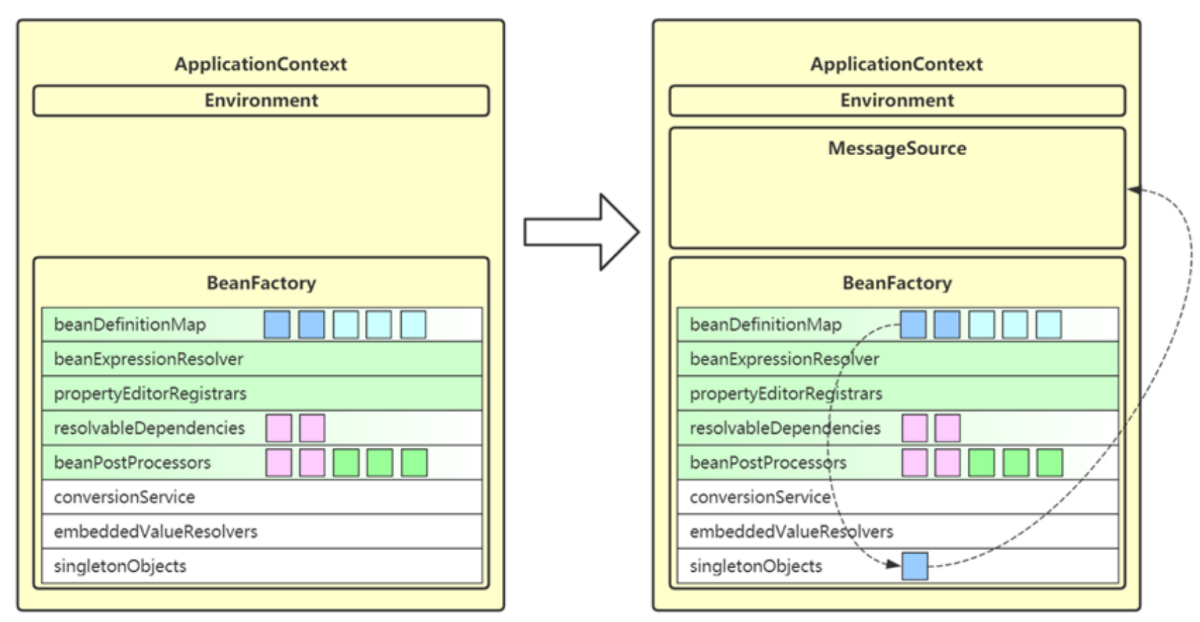 ApplicationContext
Environment
BeanFactory
beanDefinitionMap
beanExpressionResolver
propertyEditorRegistrars
resolvableDependencies
beanPostProcessors
conversionService
embeddedValueResolvers
singletonObjects
ApplicationContext
Environment
MessageSource
BeanFactory
beanDefinitionMap
beanExpressionResolver
propertyEditorRegistrars
resolvableDependencies
beanPostProcessors
conversionService
embeddedValueResolvers
singletonObjects